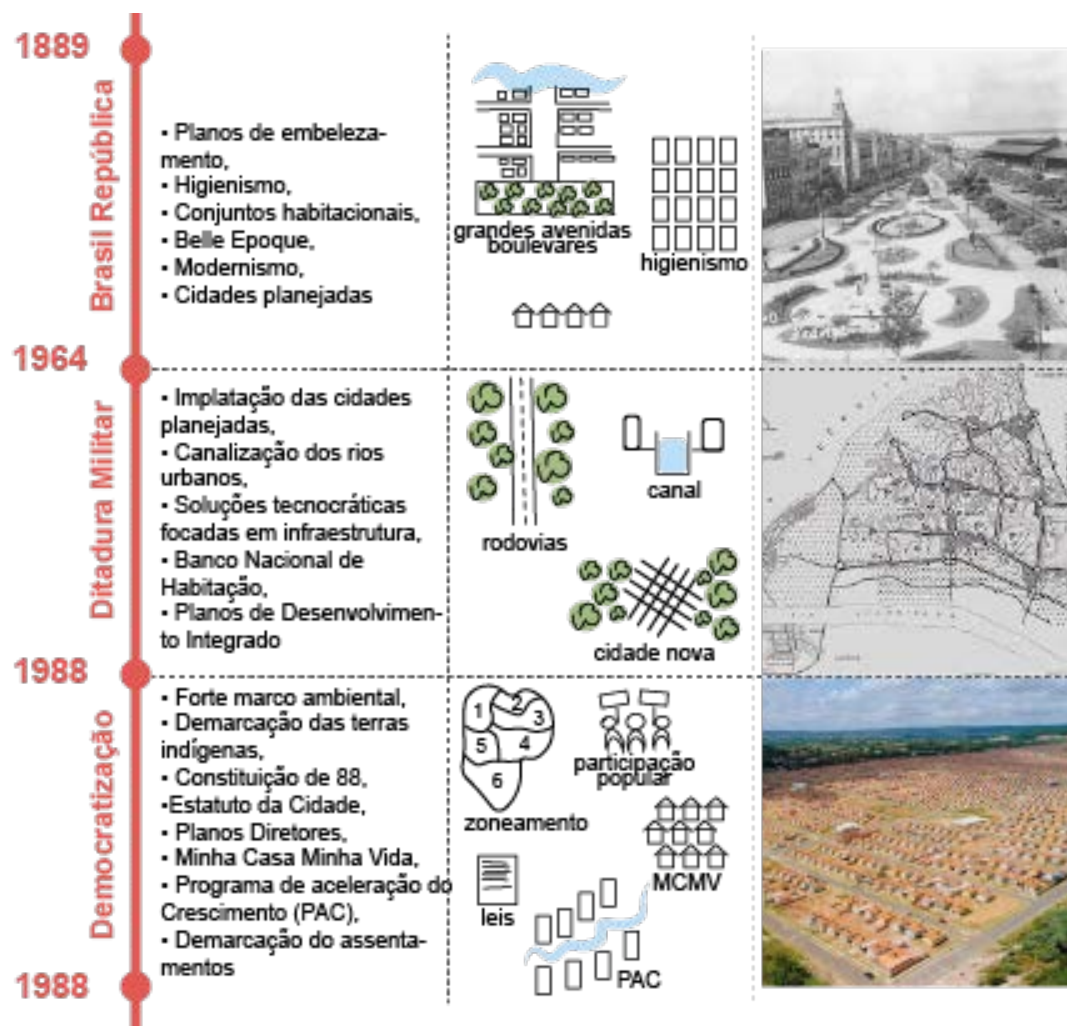 1889
Brasil República
• Planos de embeleza-
mento,
• Higienismo,
• Conjuntos habitacionais,
• Belle Epoque,
• Modernismo,
• Cidades planejadas
grandes avenidas
boulevares
higienismo
1964
Ditadura Militar
• Implatação das cidades
planejadas,
• Canalização dos rios
urbanos,
• Soluções tecnocráticas
focadas em infraestrutura,
• Banco Nacional de
Habitação,
• Planos de Desenvolvimen-
to Integrado
rodovias
canal
cidade nova
1988
Democratização
• Forte marco ambiental,
• Demarcação das terras
indígenas,
• Constituição de 88,
•Estatuto da Cidade,
• Planos Diretores,
• Minha Casa Minha Vida,
• Programa de aceleração do
Crescimento (PAC),
• Demarcação do assenta-
mentos
1
2
3
4
5
6
zoneamento
participação
popular
leis
MCMV
PAC
1988